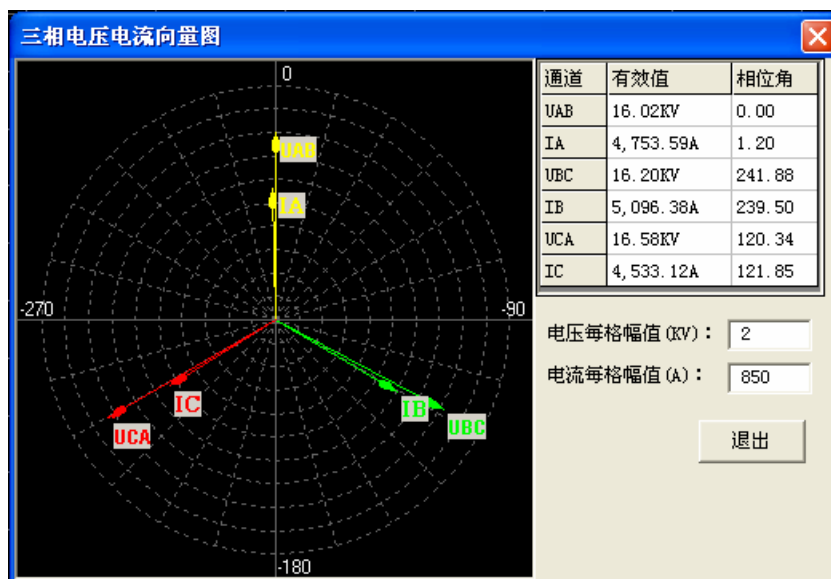 三相电压电流向量图
0
UAB
IA
-270
-90
IC
IB
UCA
UBC
-180
通道 有效值 相位角
UAB 16.02KV 0.00
IA 4,753.59A 1.20
UBC 16.20KV 241.88
IB 5,096.38A 239.50
UCA 16.58KV 120.34
IC 4,533.12A 121.85
电压每格幅值(KV): 2
电流每格幅值(A): 850
退出